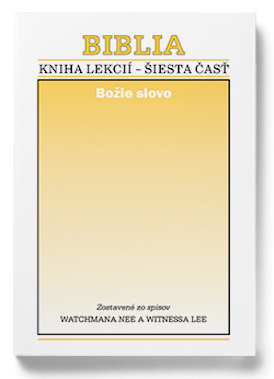 BIBLIA
KNIHA LEKCIÍ – ŠIESTA ČASŤ
Božie slovo
Zostavené zo spisov
WATCHMANA NEE A WITNESSA LEE